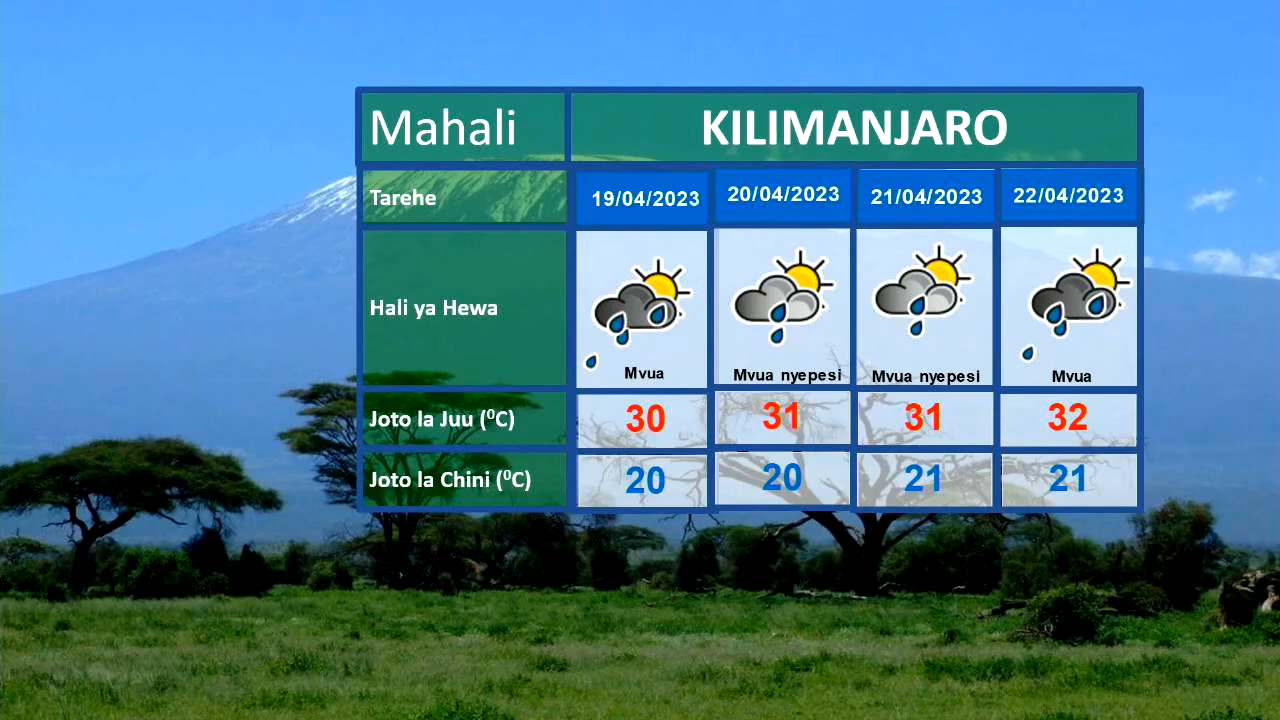 Mahali KILIMANJARO
Tarehe 19/04/2023 20/04/2023 21/04/2023 22/04/2023
Hali ya Hewa Mvua Mvua nyepesi Mvua nyepesi Mvua
Joto la Juu (⁰C) 30 31 31 32
Joto la Chini (⁰C) 20 20 21 21